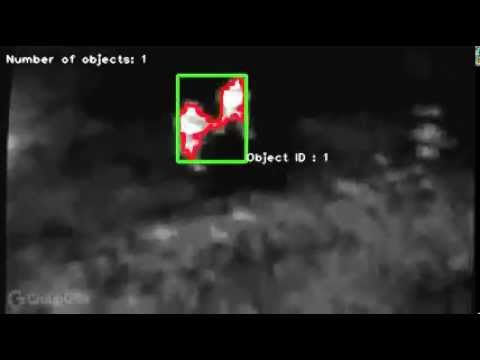 Number of objects: 1
Object ID : 1